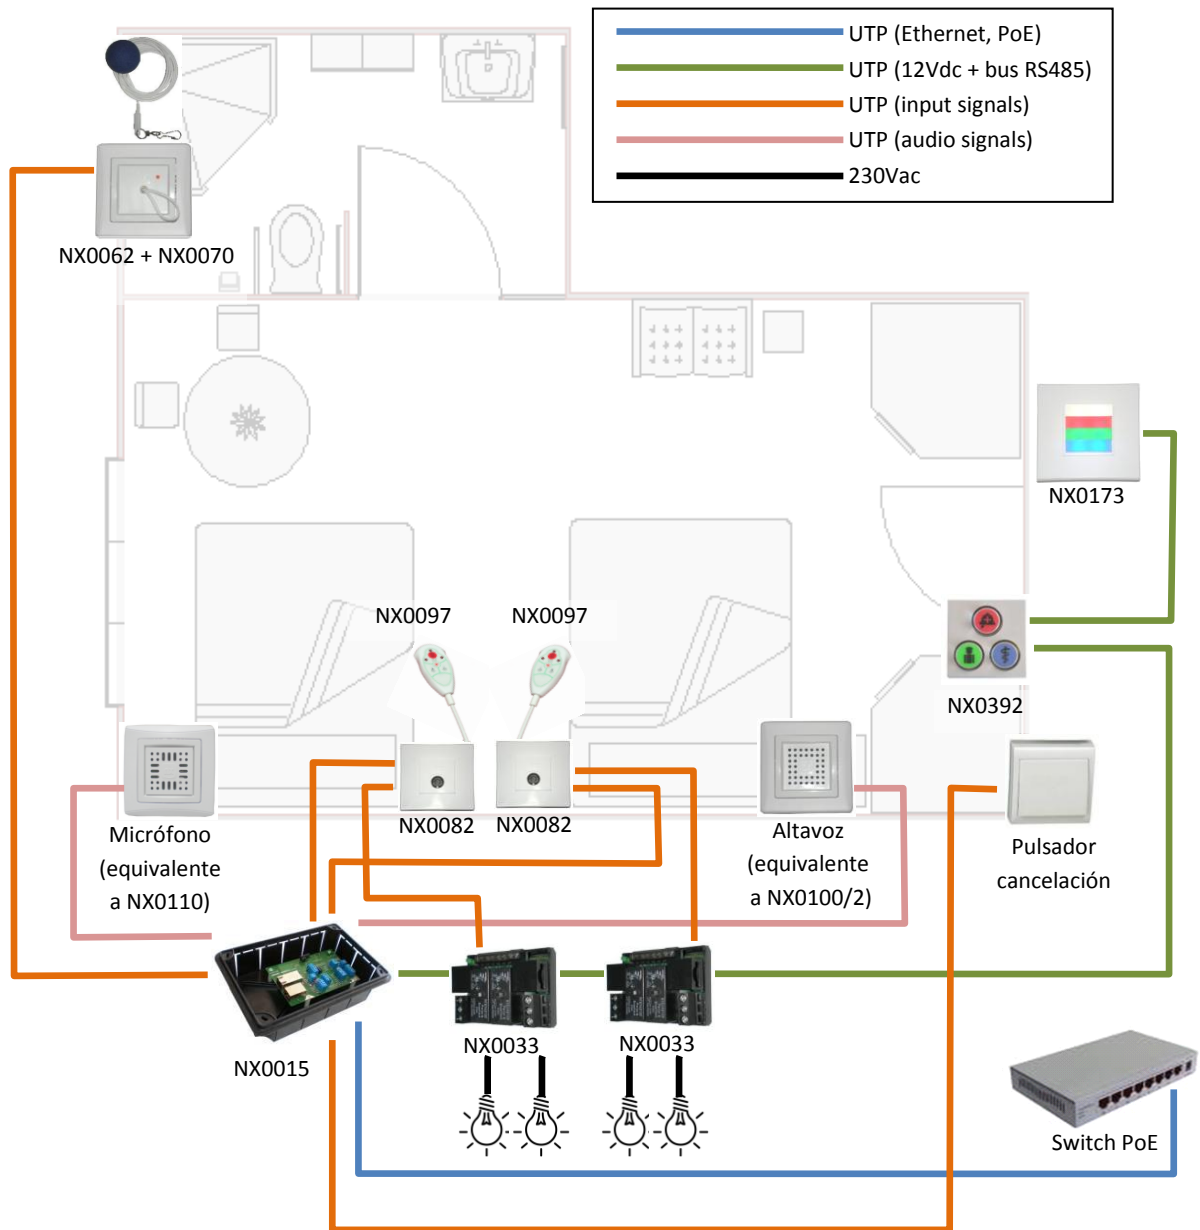 UTP (Ethernet, PoE)
UTP (12Vdc + bus RS485)
UTP (input signals)
UTP (audio signals)
230Vac
NX0062 + NX0070
NX0173
NX0097
NX0097
NX0392
NX0082
NX0082
Micrófono
(equivalente
a NX0110)
Altavoz
(equivalente
a NX0100/2)
Pulsador
cancelación
NX0015
NX0033
NX0033
Switch PoE